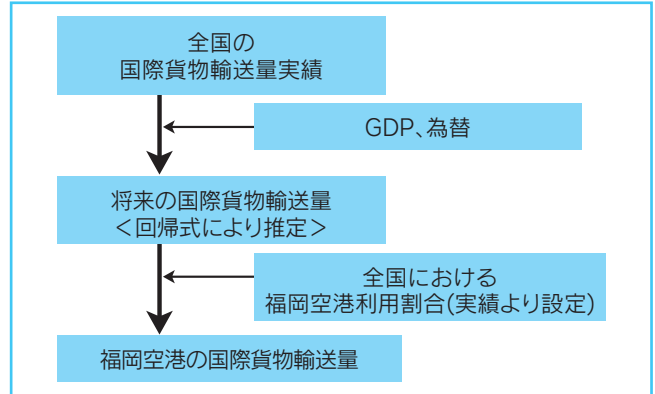 全国の
国際貨物輸送量実績
GDP、為替
将来の国際貨物輸送量
＜回帰式により推定＞
全国における
福岡空港利用割合(実績より設定)
福岡空港の国際貨物輸送量